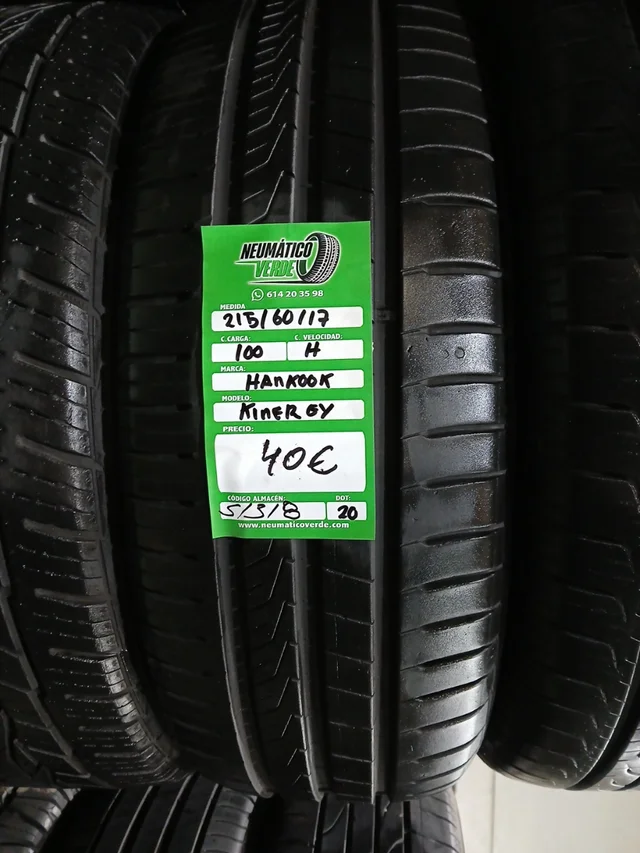 NEUMÁTICO
VERDE
614 20 35 98
MEDIDA
215/60/17
C.CARGA: C. VELOCIDAD:
100 H
MARCA:
HANKOOK
MODELO:
KINERGY
PRECIO:
40€
CÓDIGO ALMACÉN: DOT:
5/3/8 20
www.neumaticoverde.com